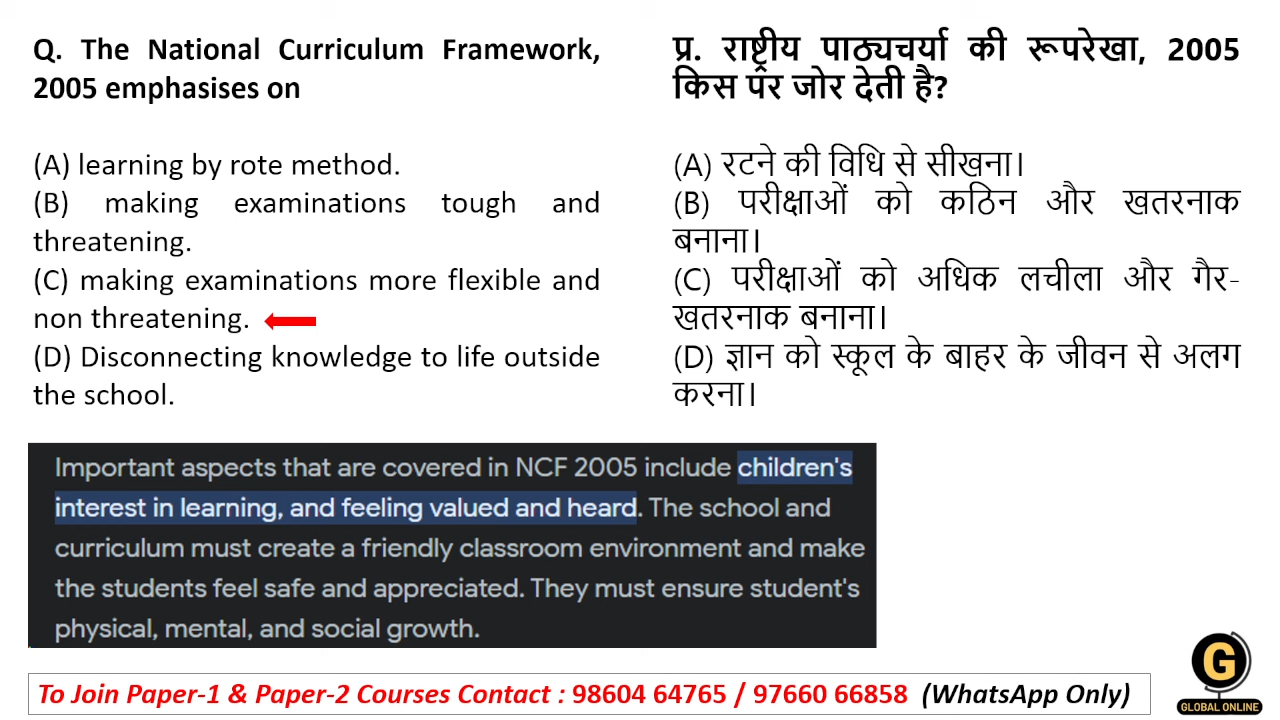 Q. The National Curriculum Framework,
2005 emphasises on
(A) learning by rote method.
(B) making examinations tough and
threatening.
(C) making examinations more flexible and
non threatening.
(D) Disconnecting knowledge to life outside
the school.
प्र. राष्ट्रीय पाठ्यचर्या की रूपरेखा, 2005
किस पर जोर देती है?
(A) रटने की विधि से सीखना।
(B) परीक्षाओं को कठिन और खतरनाक
बनाना।
(C) परीक्षाओं को अधिक लचीला और गैर-
खतरनाक बनाना।
(D) ज्ञान को स्कूल के बाहर के जीवन से अलग
करना।
Important aspects that are covered in NCF 2005 include children's
interest in learning, and feeling valued and heard. The school and
curriculum must create a friendly classroom environment and make
the students feel safe and appreciated. They must ensure student's
physical, mental, and social growth.
To Join Paper-1 & Paper-2 Courses Contact : 98604 64765 / 97660 66858 (WhatsApp Only)
G
GLOBAL ONLINE